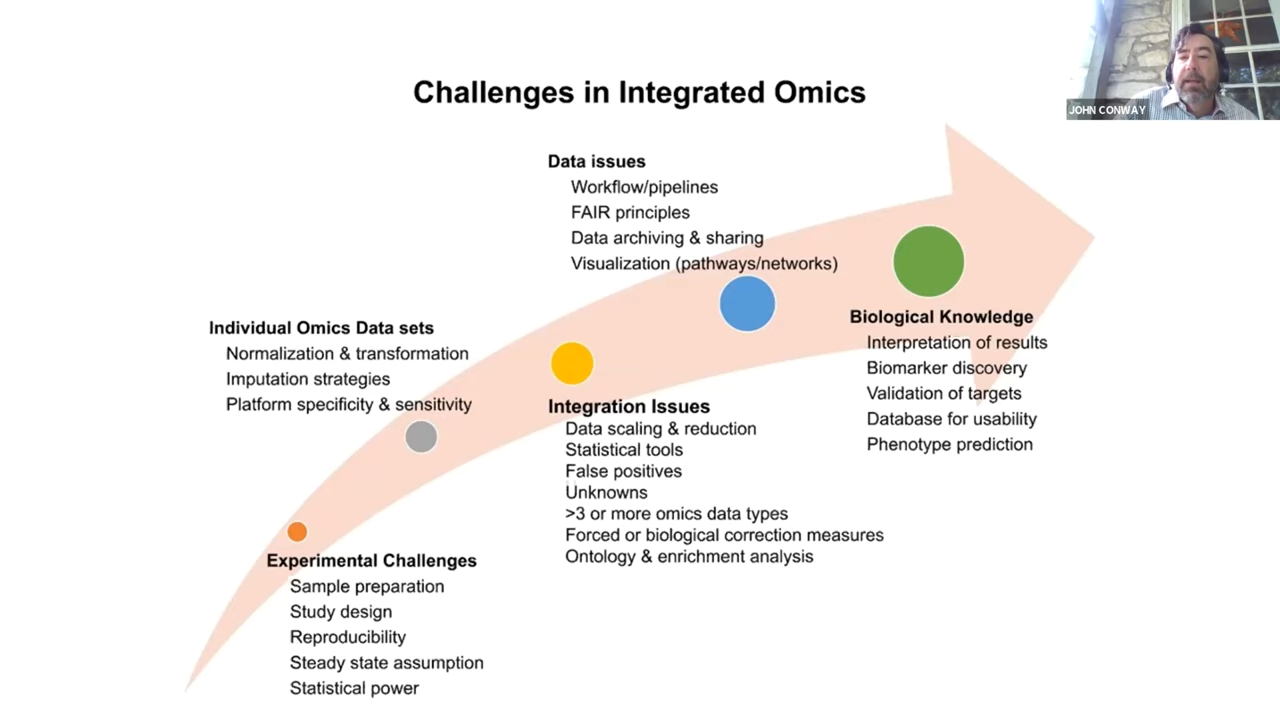 Challenges in Integrated Omics
JOHN CONWAY
Data issues
Workflow/pipelines
FAIR principles
Data archiving & sharing
Visualization (pathways/networks)
Individual Omics Data sets
Normalization & transformation
Imputation strategies
Platform specificity & sensitivity
Biological Knowledge
Interpretation of results
Biomarker discovery
Validation of targets
Database for usability
Phenotype prediction
Integration Issues
Data scaling & reduction
Statistical tools
False positives
Unknowns
>3 or more omics data types
Forced or biological correction measures
Ontology & enrichment analysis
Experimental Challenges
Sample preparation
Study design
Reproducibility
Steady state assumption
Statistical power